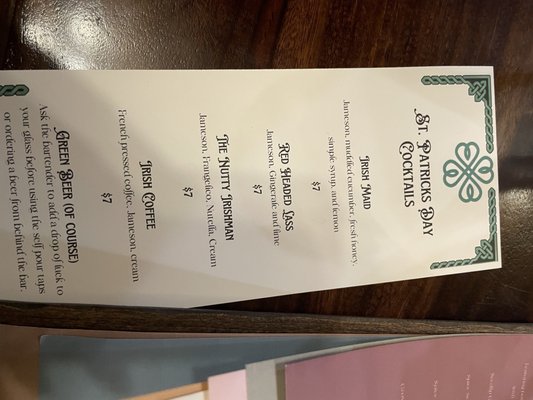 St. Patricks Day
Cocktails
Irish Maid
Jameson, muddled cucumber, fresh honey,
simple syrup, and lemon
$7
Red Headed Lass
Jameson, Gingerale and lime
$7
The Nutty Irishman
Jameson, Frangelico, Nutella, Cream
$7
Irish Coffee
French pressed coffee, Jameson, cream
$7
Green Beer (of course)
Ask the bartender to add a drop of luck to
your glass before using the self pour taps
or ordering a beer from behind the bar.